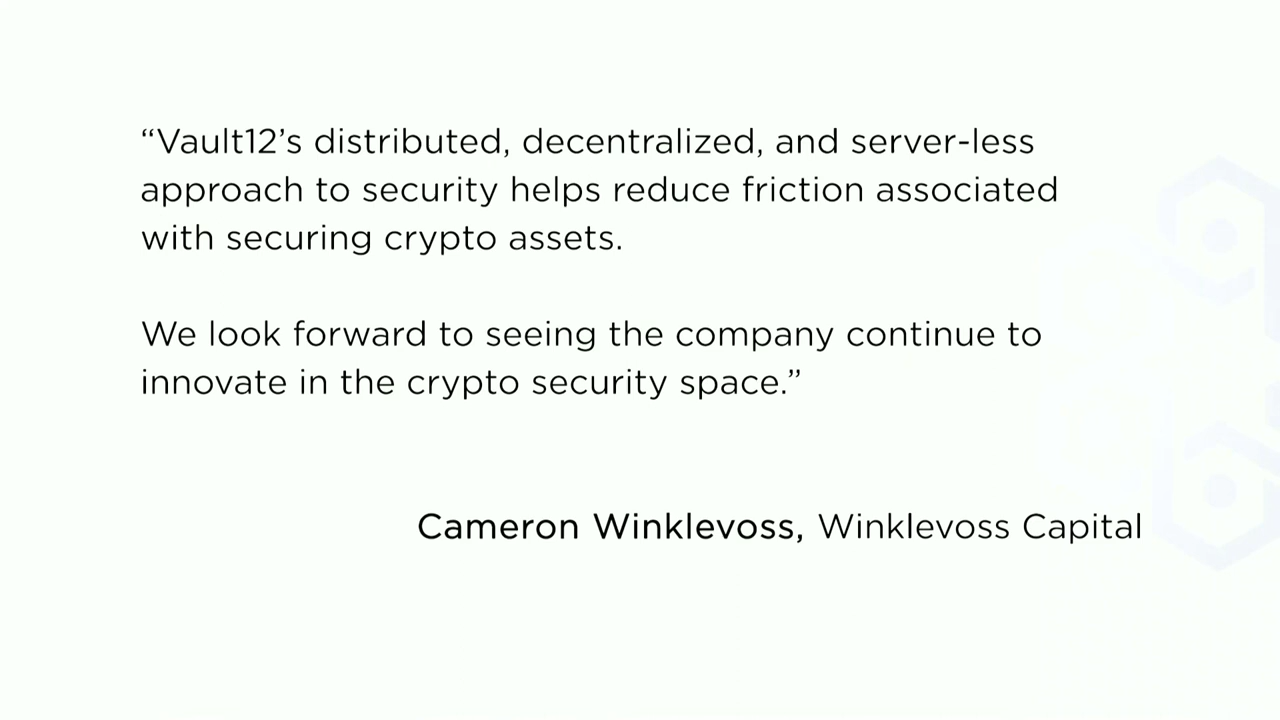 “Vault12’s distributed, decentralized, and server-less
approach to security helps reduce friction associated
with securing crypto assets.
We look forward to seeing the company continue to
innovate in the crypto security space.”
Cameron Winklevoss, Winklevoss Capital